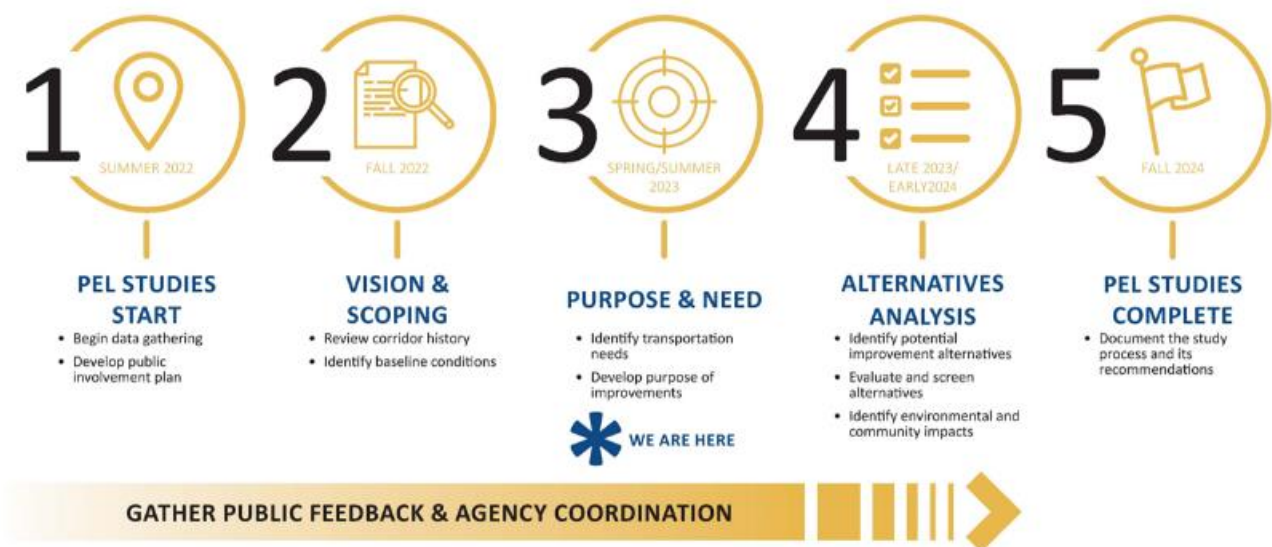 1
SUMMER 2022
PEL STUDIES
START
• Begin data gathering
• Develop public
involvement plan
2
FALL 2022
VISION &
SCOPING
• Review corridor history
• Identify baseline conditions
3
SPRING/SUMMER
2023
PURPOSE & NEED
• Identify transportation
needs
• Develop purpose of
improvements
WE ARE HERE
4
LATE 2023/
EARLY2024
ALTERNATIVES
ANALYSIS
• Identify potential
improvement alternatives
• Evaluate and screen
alternatives
• Identify environmental and
community impacts
5
FALL 2024
PEL STUDIES
COMPLETE
• Document the study
process and its
recommendations
GATHER PUBLIC FEEDBACK & AGENCY COORDINATION